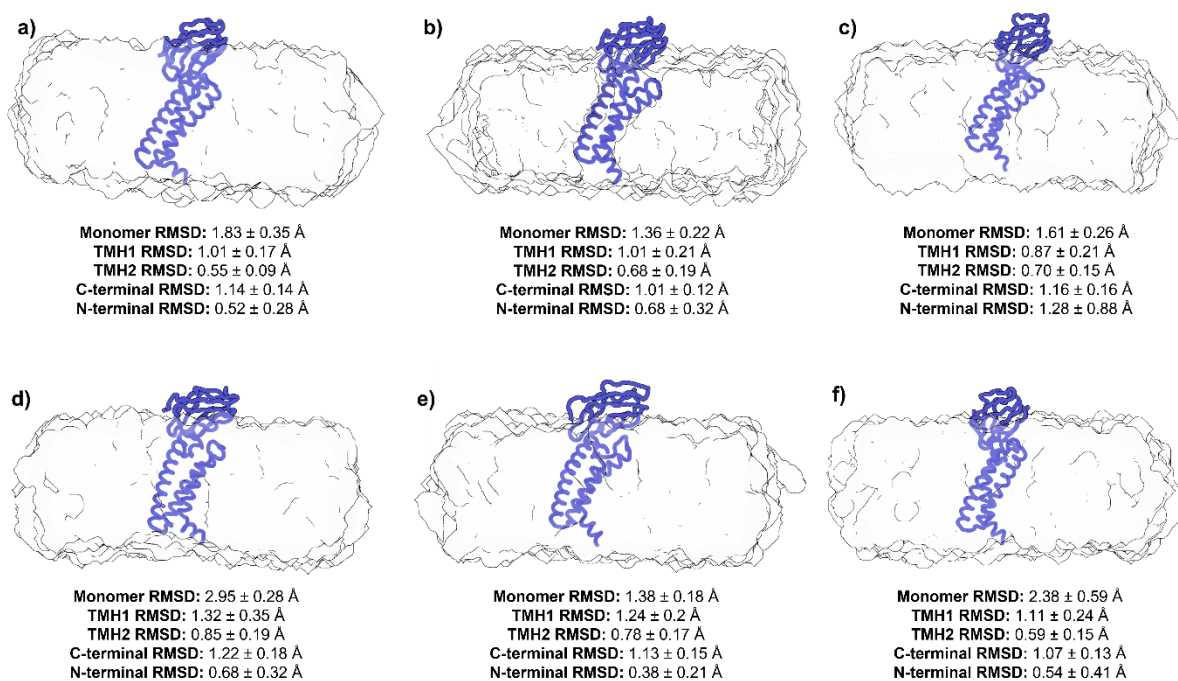 a)
Monomer RMSD: 1.83 ± 0.35 Å
TMH1 RMSD: 1.01 ± 0.17 Å
TMH2 RMSD: 0.55 ± 0.09 Å
C-terminal RMSD: 1.14 ± 0.14 Å
N-terminal RMSD: 0.52 ± 0.28 Å
b)
Monomer RMSD: 1.36 ± 0.22 Å
TMH1 RMSD: 1.01 ± 0.21 Å
TMH2 RMSD: 0.68 ± 0.19 Å
C-terminal RMSD: 1.01 ± 0.12 Å
N-terminal RMSD: 0.68 ± 0.32 Å
c)
Monomer RMSD: 1.61 ± 0.26 Å
TMH1 RMSD: 0.87 ± 0.21 Å
TMH2 RMSD: 0.70 ± 0.15 Å
C-terminal RMSD: 1.16 ± 0.16 Å
N-terminal RMSD: 1.28 ± 0.88 Å
d)
Monomer RMSD: 2.95 ± 0.28 Å
TMH1 RMSD: 1.32 ± 0.35 Å
TMH2 RMSD: 0.85 ± 0.19 Å
C-terminal RMSD: 1.22 ± 0.18 Å
N-terminal RMSD: 0.68 ± 0.32 Å
e)
Monomer RMSD: 1.38 ± 0.18 Å
TMH1 RMSD: 1.24 ± 0.2 Å
TMH2 RMSD: 0.78 ± 0.17 Å
C-terminal RMSD: 1.13 ± 0.15 Å
N-terminal RMSD: 0.38 ± 0.21 Å
f)
Monomer RMSD: 2.38 ± 0.59 Å
TMH1 RMSD: 1.11 ± 0.24 Å
TMH2 RMSD: 0.59 ± 0.15 Å
C-terminal RMSD: 1.07 ± 0.13 Å
N-terminal RMSD: 0.54 ± 0.41 Å